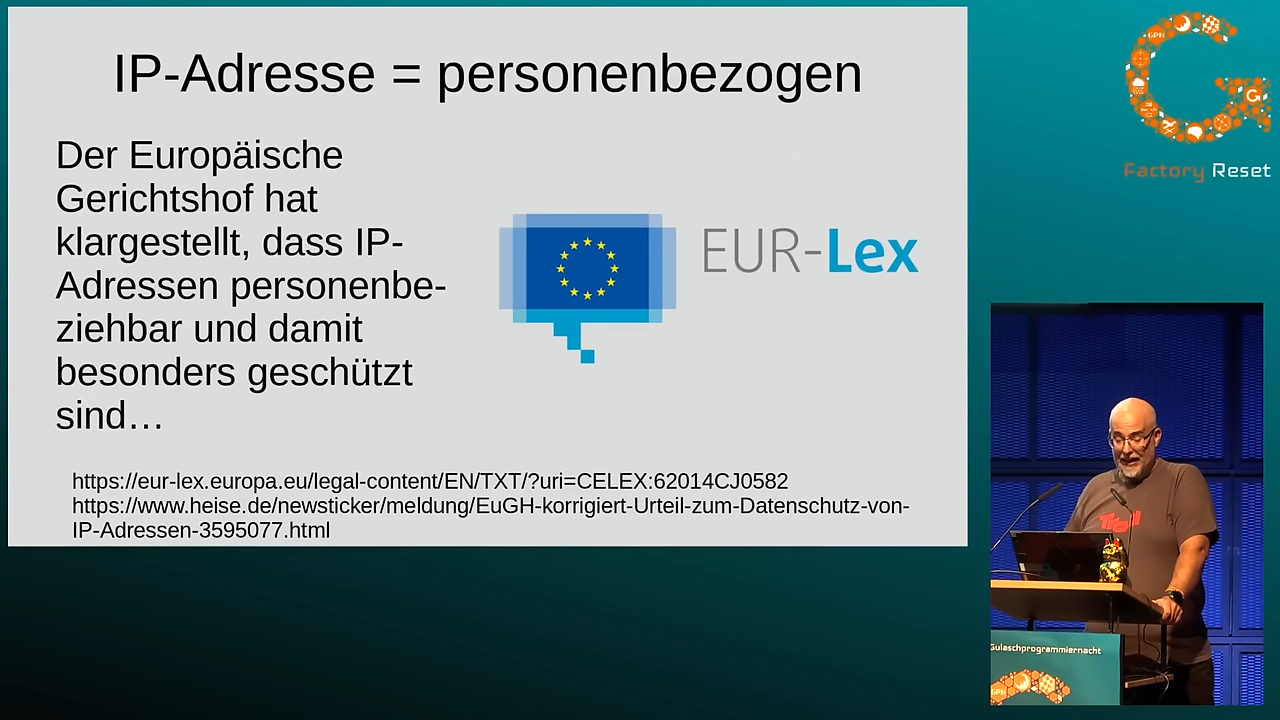 IP-Adresse = personenbezogen
Der Europäische
Gerichtshof hat
klargestellt, dass IP-
Adressen personenbe-
ziehbar und damit
besonders geschützt
sind…
EUR-Lex
https://eur-lex.europa.eu/legal-content/EN/TXT/?uri=CELEX:62014CJ0582
https://www.heise.de/newsticker/meldung/EuGH-korrigiert-Urteil-zum-Datenschutz-von-
IP-Adressen-3595077.html
GPN
Factory Reset
Gulaschprogrammiernacht
GPN